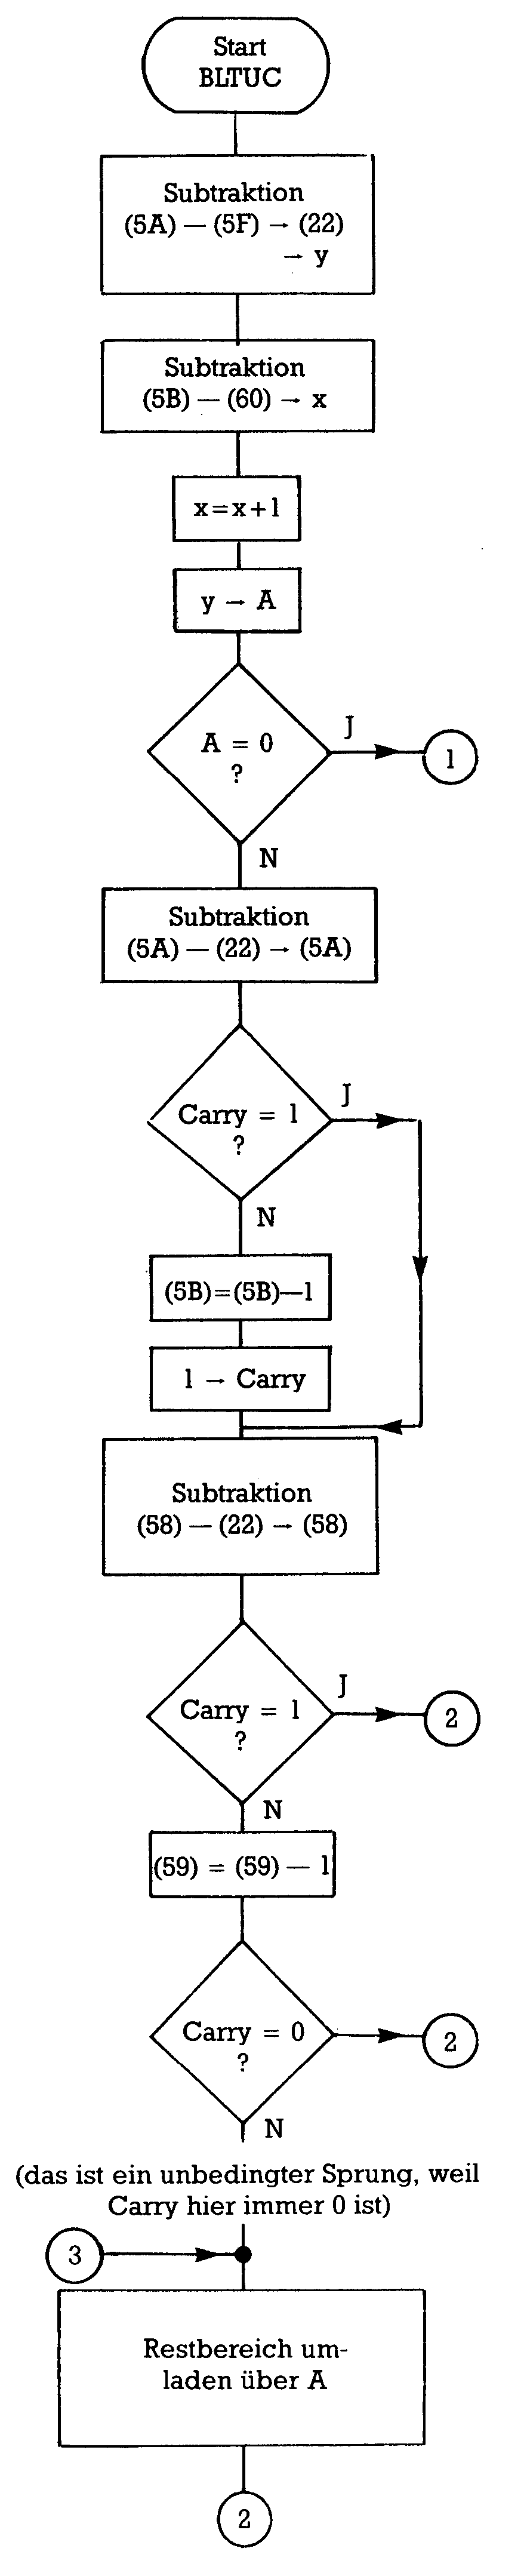 Start
BLTUC
Subtraktion
(5A) — (5F) → (22)
→ y
Subtraktion
(5B) — (60) → x
x=x+1
y → A
A = 0
?
J
1
N
Subtraktion
(5A) — (22) → (5A)
Carry = 1
?
J
N
(5B)=(5B)—1
1 → Carry
Subtraktion
(58) — (22) → (58)
Carry = 1
?
J
2
N
(59) = (59) — 1
Carry = 0
?
2
N
(das ist ein unbedingter Sprung, weil
Carry hier immer 0 ist)
3
Restbereich um-
laden über A
2